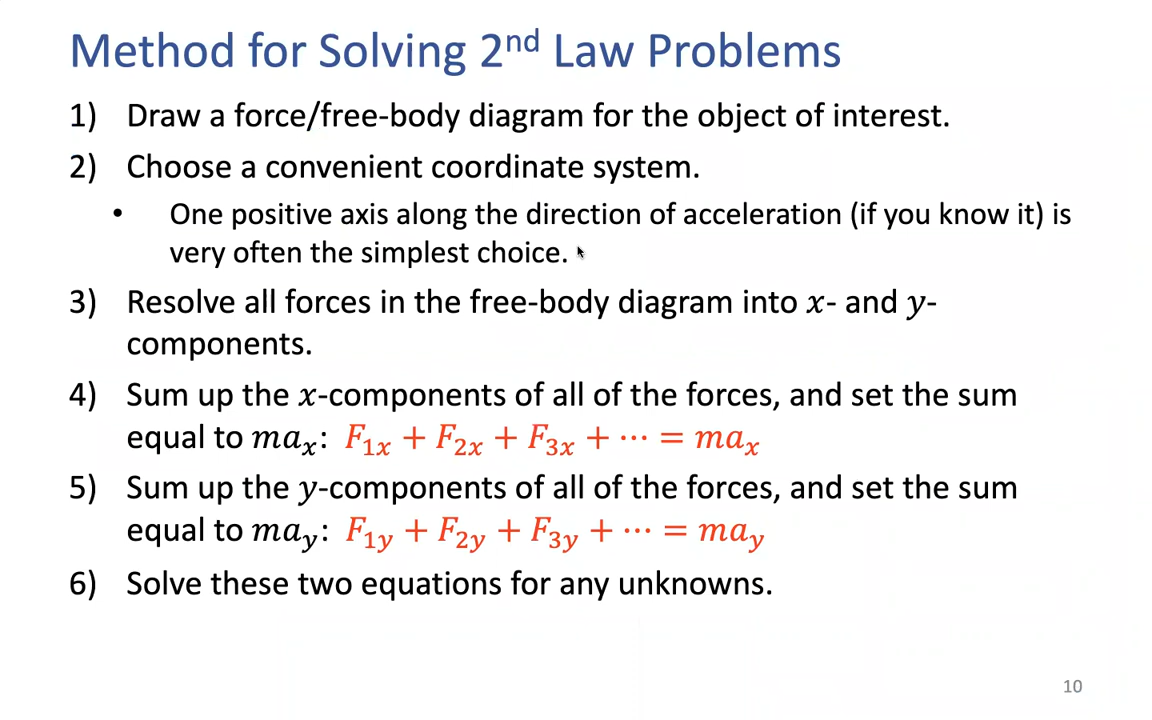 Method for Solving 2nd Law Problems
1) Draw a force/free-body diagram for the object of interest.
2) Choose a convenient coordinate system.
• One positive axis along the direction of acceleration (if you know it) is
very often the simplest choice.
3) Resolve all forces in the free-body diagram into x- and y-
components.
4) Sum up the x-components of all of the forces, and set the sum
equal to maₓ: F₁ₓ + F₂ₓ + F₃ₓ + ⋯ = maₓ
5) Sum up the y-components of all of the forces, and set the sum
equal to ma_y: F_1y + F_2y + F_3y + ⋯ = ma_y
6) Solve these two equations for any unknowns.
10